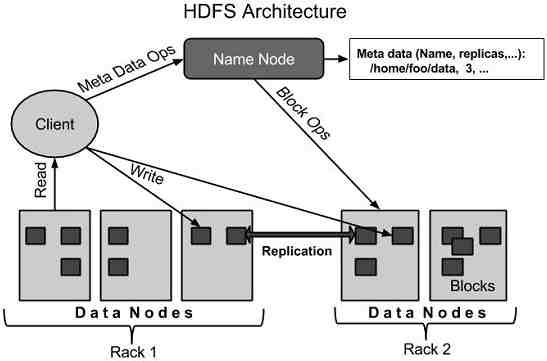 HDFS Architecture
Meta Data Ops
Name Node
Meta data (Name, replicas,...):
/home/foo/data, 3, ...
Client
Block Ops
Read
Write
Replication
Blocks
Data Nodes
Data Nodes
Rack 1
Rack 2